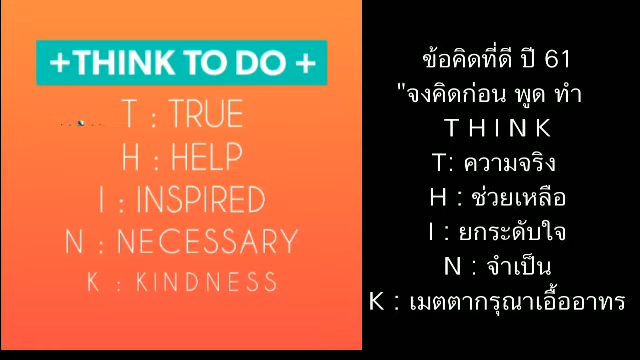 +THINK TO DO +
T : TRUE
H : HELP
I : INSPIRED
N : NECESSARY
K : KINDNESS
ข้อคิดที่ดี ปี 61
"จงคิดก่อน พูด ทำ
T H I N K
T: ความจริง
H : ช่วยเหลือ
I : ยกระดับใจ
N : จำเป็น
K : เมตตากรุณาเอื้ออาทร